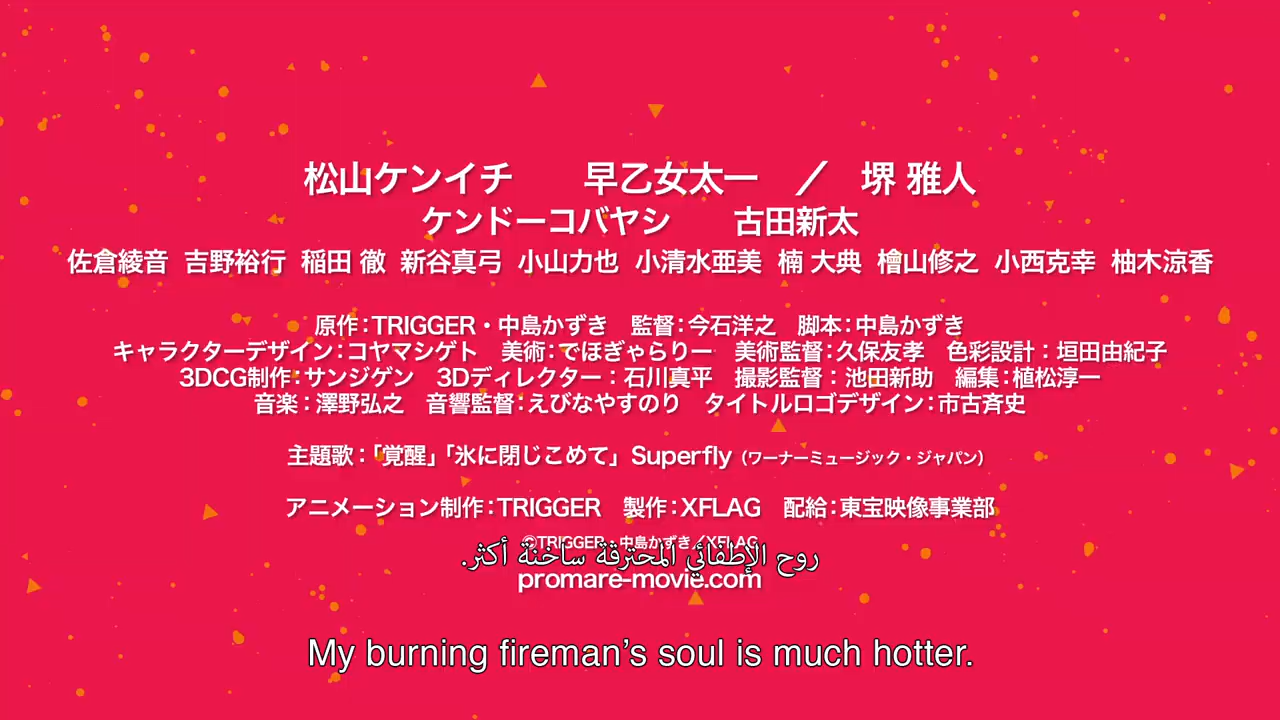 松山ケンイチ　早乙女太一　／　堺 雅人
ケンドーコバヤシ　古田新太
佐倉綾音 吉野裕行 稲田 徹 新谷真弓 小山力也 小清水亜美 楠 大典 檜山修之 小西克幸 柚木涼香
原作：TRIGGER・中島かずき　監督：今石洋之　脚本：中島かずき
キャラクターデザイン：コヤマシゲト　美術：でほぎゃらりー　美術監督：久保友孝　色彩設計：垣田由紀子
3DCG制作：サンジゲン　3Dディレクター：石川真平　撮影監督：池田新助　編集：植松淳一
音楽：澤野弘之　音響監督：えびなやすのり　タイトルロゴデザイン：市古斉史
主題歌：「覚醒」「氷に閉じこめて」Superfly（ワーナーミュージック・ジャパン）
アニメーション制作：TRIGGER　製作：XFLAG　配給：東宝映像事業部
©TRIGGER・中島かずき／XFLAG
روح الإطفائي المحترقة ساخنة أكثر.
promare-movie.com
My burning fireman's soul is much hotter.